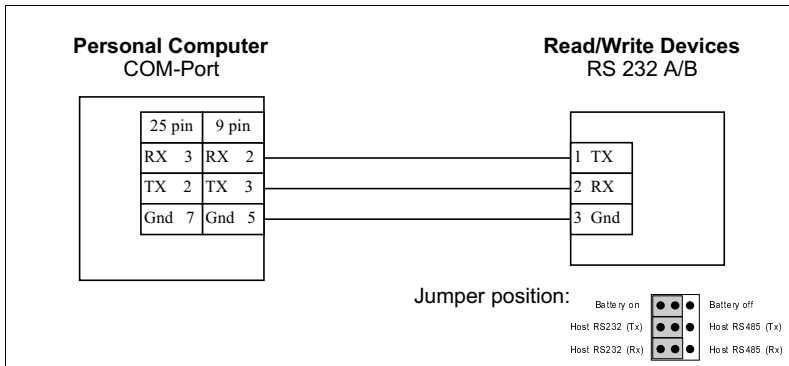 Personal Computer
COM-Port
Read/Write Devices
RS 232 A/B
25 pin 9 pin
RX 3 RX 2
TX 2 TX 3
Gnd 7 Gnd 5
1 TX
2 RX
3 Gnd
Jumper position:
Battery on Battery off
Host RS232 (Tx) Host RS485 (Tx)
Host RS232 (Rx) Host RS485 (Rx)